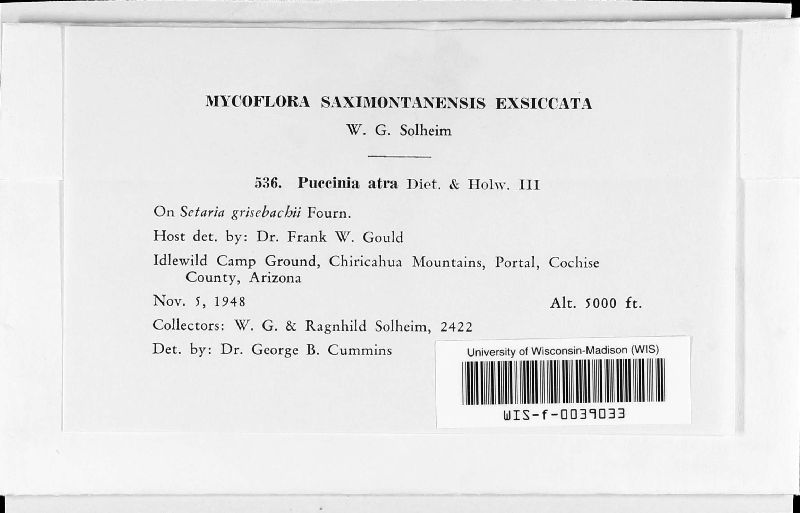 MYCOFLORA SAXIMONTANENSIS EXSICCATA
W. G. Solheim
536. Puccinia atra Diet. & Holw. III
On Setaria grisebachii Fourn.
Host det. by: Dr. Frank W. Gould
Idlewild Camp Ground, Chiricahua Mountains, Portal, Cochise
County, Arizona
Nov. 5, 1948 Alt. 5000 ft.
Collectors: W. G. & Ragnhild Solheim, 2422
Det. by: Dr. George B. Cummins
University of Wisconsin-Madison (WIS)
WIS-f-0039033